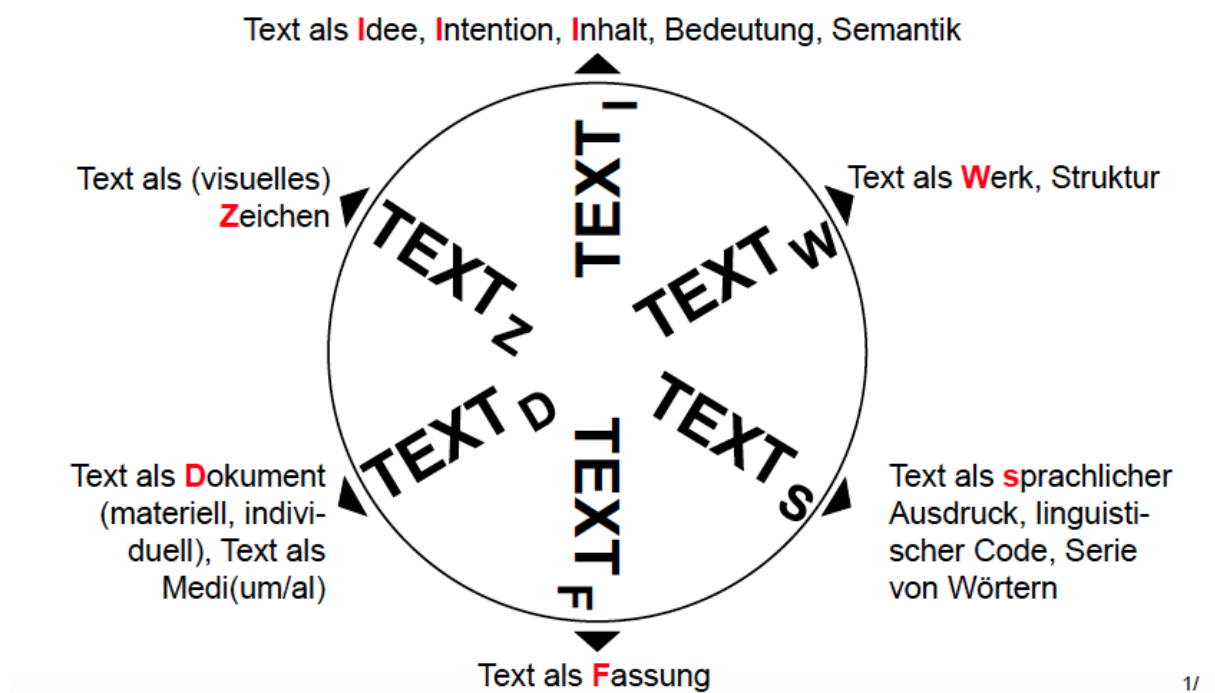 Text als Idee, Intention, Inhalt, Bedeutung, Semantik
TEXT I
Text als (visuelles)
Zeichen
TEXT Z
Text als Werk, Struktur
TEXT W
Text als Dokument
(materiell, indivi-
duell), Text als
Medi(um/al)
TEXT D
TEXT F
TEXT S
Text als sprachlicher
Ausdruck, linguisti-
scher Code, Serie
von Wörtern
Text als Fassung
1/